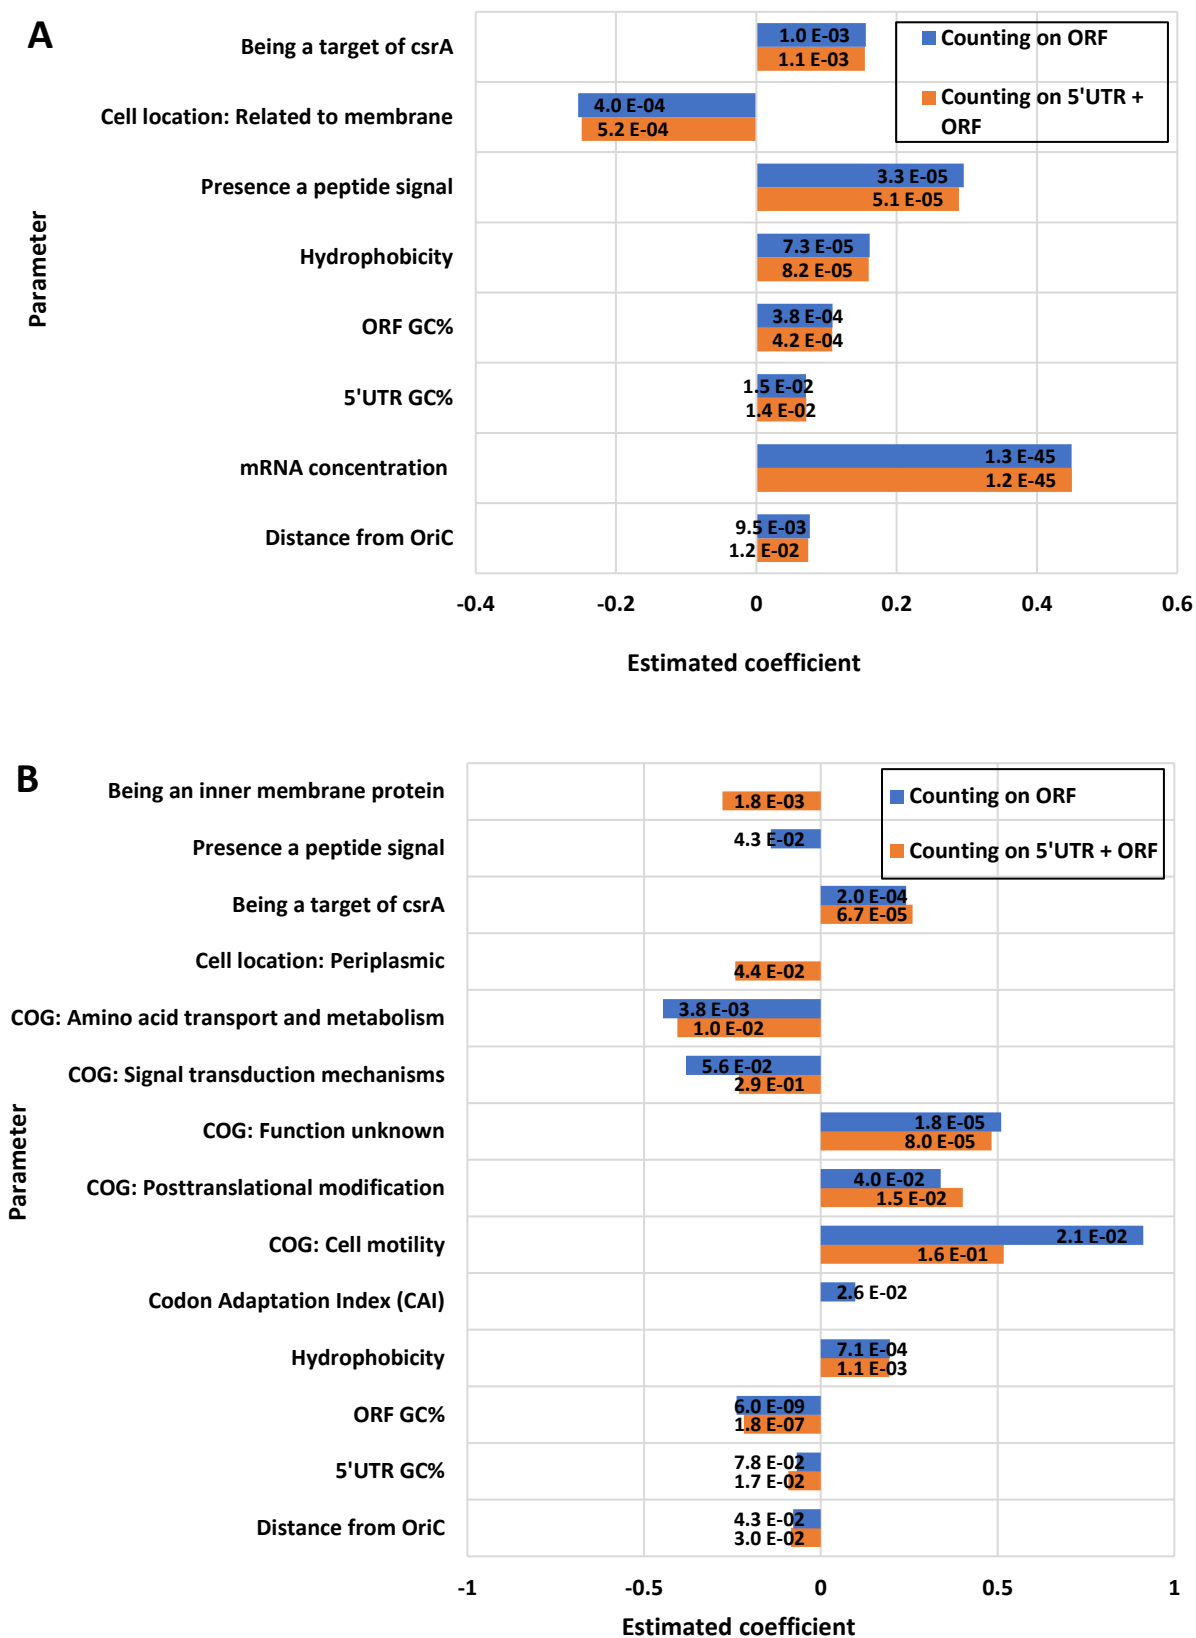 A
Being a target of csrA
1.0 E-03
1.1 E-03
Counting on ORF
Counting on 5'UTR +
ORF
Cell location: Related to membrane
4.0 E-04
5.2 E-04
Presence a peptide signal
3.3 E-05
5.1 E-05
Hydrophobicity
7.3 E-05
8.2 E-05
ORF GC%
3.8 E-04
4.2 E-04
5'UTR GC%
1.5 E-02
1.4 E-02
mRNA concentration
1.3 E-45
1.2 E-45
Distance from OriC
9.5 E-03
1.2 E-02
Parameter
-0.4 -0.2 0 0.2 0.4 0.6
Estimated coefficient
B
Being an inner membrane protein
1.8 E-03
Counting on ORF
Counting on 5'UTR + ORF
Presence a peptide signal
4.3 E-02
Being a target of csrA
2.0 E-04
6.7 E-05
Cell location: Periplasmic
4.4 E-02
COG: Amino acid transport and metabolism
3.8 E-03
1.0 E-02
COG: Signal transduction mechanisms
5.6 E-02
2.9 E-01
COG: Function unknown
1.8 E-05
8.0 E-05
COG: Posttranslational modification
4.0 E-02
1.5 E-02
COG: Cell motility
2.1 E-02
1.6 E-01
Codon Adaptation Index (CAI)
2.6 E-02
Hydrophobicity
7.1 E-04
1.1 E-03
ORF GC%
6.0 E-09
1.8 E-07
5'UTR GC%
7.8 E-02
1.7 E-02
Distance from OriC
4.3 E-02
3.0 E-02
Parameter
-1 -0.5 0 0.5 1
Estimated coefficient